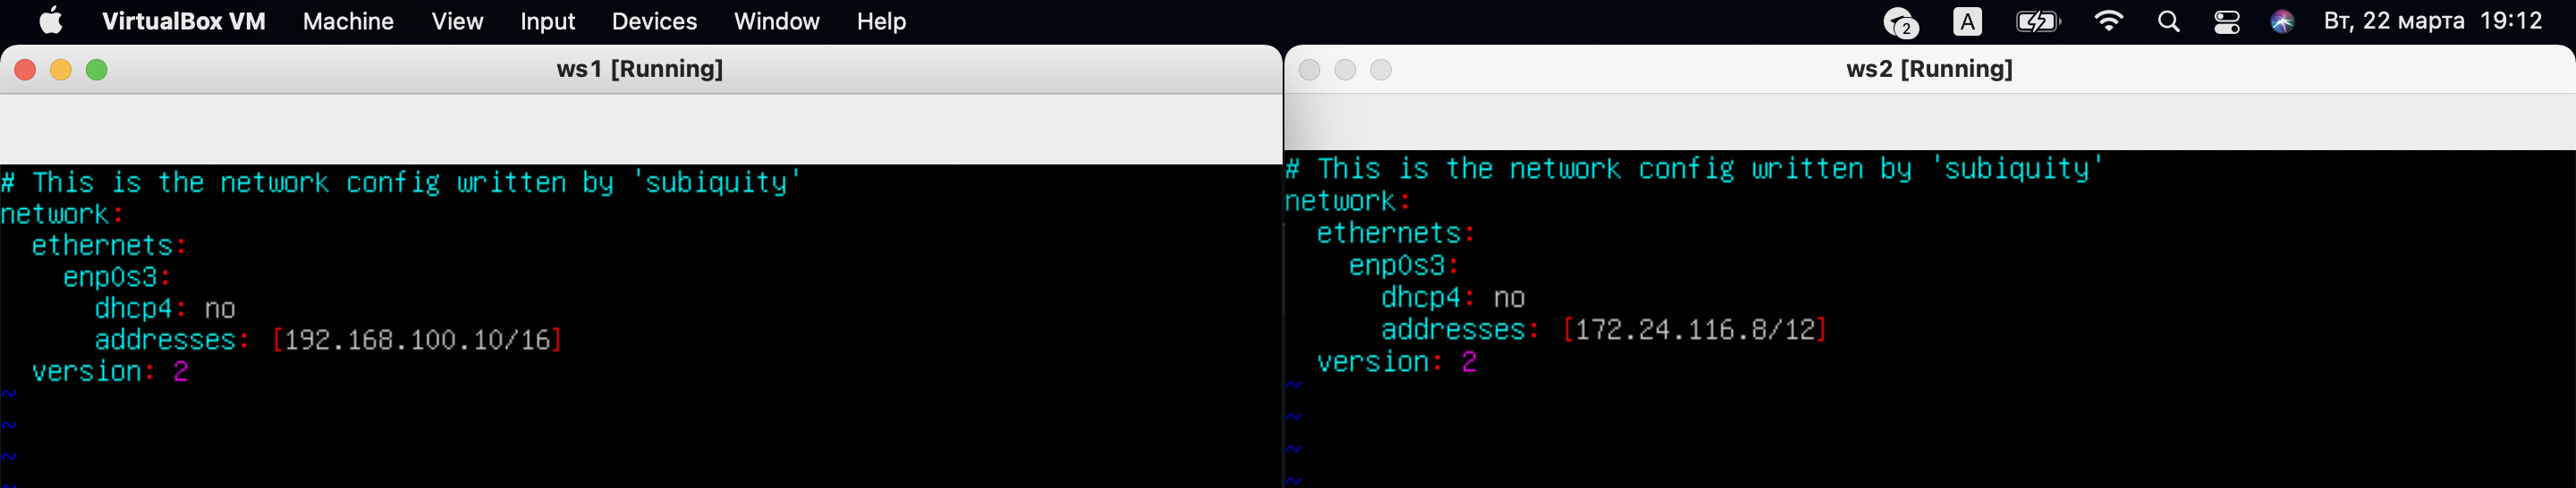 VirtualBox VM Machine View Input Devices Window Help 2 A Вт, 22 марта 19:12
ws1 [Running]
# This is the network config written by 'subiquity'
network:
  ethernets:
    enp0s3:
      dhcp4: no
      addresses: [192.168.100.10/16]
  version: 2
~
~
~
~
ws2 [Running]
# This is the network config written by 'subiquity'
network:
  ethernets:
    enp0s3:
      dhcp4: no
      addresses: [172.24.116.8/12]
  version: 2
~
~
~
~